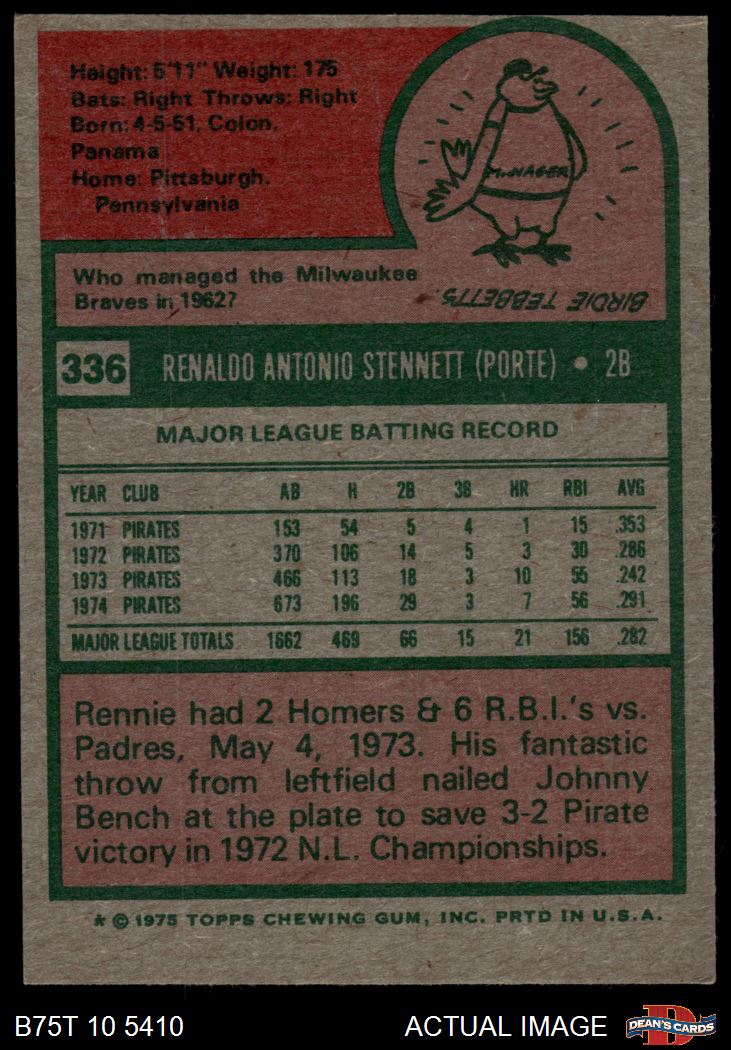 Height: 5'11" Weight: 175
Bats: Right Throws: Right
Born: 4-5-51, Colon,
Panama
Home: Pittsburgh,
Pennsylvania
MANAGER
Who managed the Milwaukee
Braves in 1962?
BIRDIE TEBBETTS
336 RENALDO ANTONIO STENNETT (PORTE) • 2B
MAJOR LEAGUE BATTING RECORD
YEAR CLUB AB H 2B 3B HR RBI AVG
1971 PIRATES 153 54 5 4 1 15 .353
1972 PIRATES 370 106 14 5 3 30 .286
1973 PIRATES 466 113 18 3 10 55 .242
1974 PIRATES 673 196 29 3 7 56 .291
MAJOR LEAGUE TOTALS 1662 469 66 15 21 156 .282
Rennie had 2 Homers & 6 R.B.I.'s vs.
Padres, May 4, 1973. His fantastic
throw from leftfield nailed Johnny
Bench at the plate to save 3-2 Pirate
victory in 1972 N.L. Championships.
* © 1975 TOPPS CHEWING GUM, INC. PRTD IN U.S.A.
B75T 10 5410 ACTUAL IMAGE DEAN'S CARDS